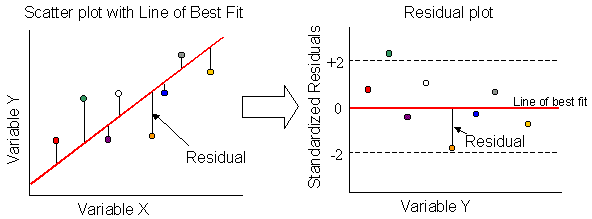 Scatter plot with Line of Best Fit
Variable Y
Residual
Variable X
Residual plot
Standardized Residuals
+2
0
-2
Line of best fit
Residual
Variable Y